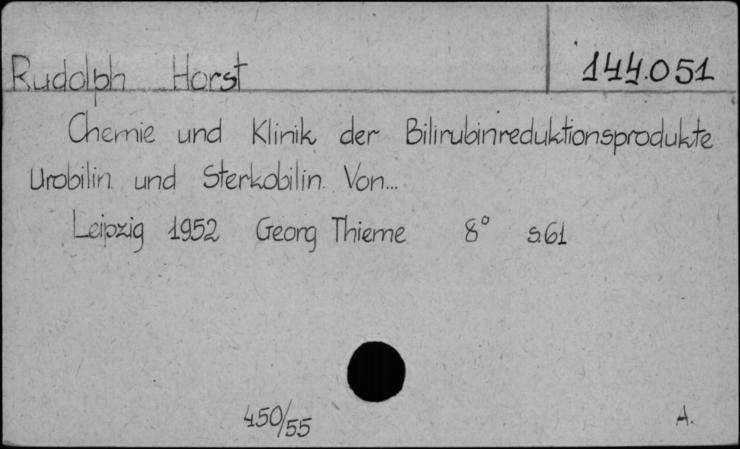 Rudolph Horst 144.051
Chemie und Klinik der Bilirubinreduktionsprodukte
Urobilin und Sterkobilin. Von...
Leipzig 1952 Georg Thieme 8° s.61
450/55 A.